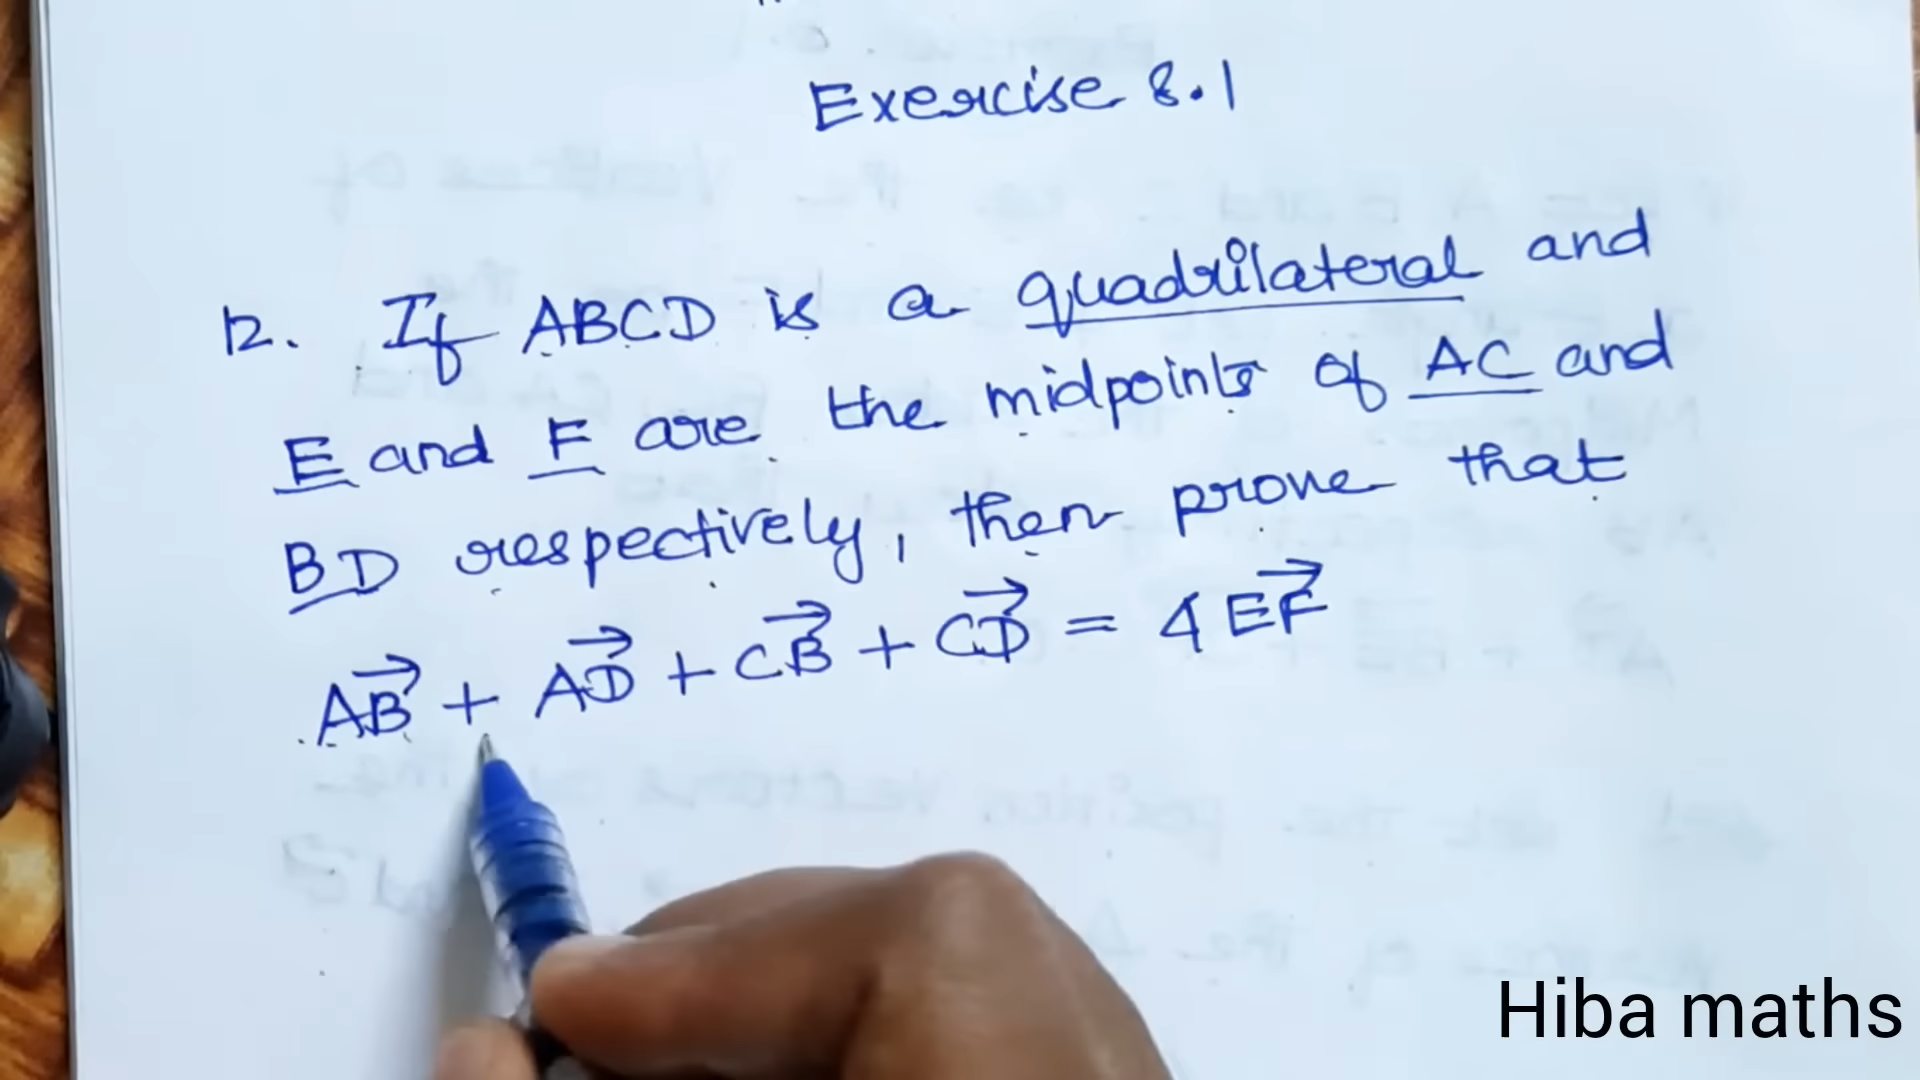 Exercise 8.1
12. If ABCD is a quadrilateral and
E and F are the midpoints of AC and
BD respectively, then prove that
AB⃗ + AD⃗ + CB⃗ + CD⃗ = 4 EF⃗
Hiba maths